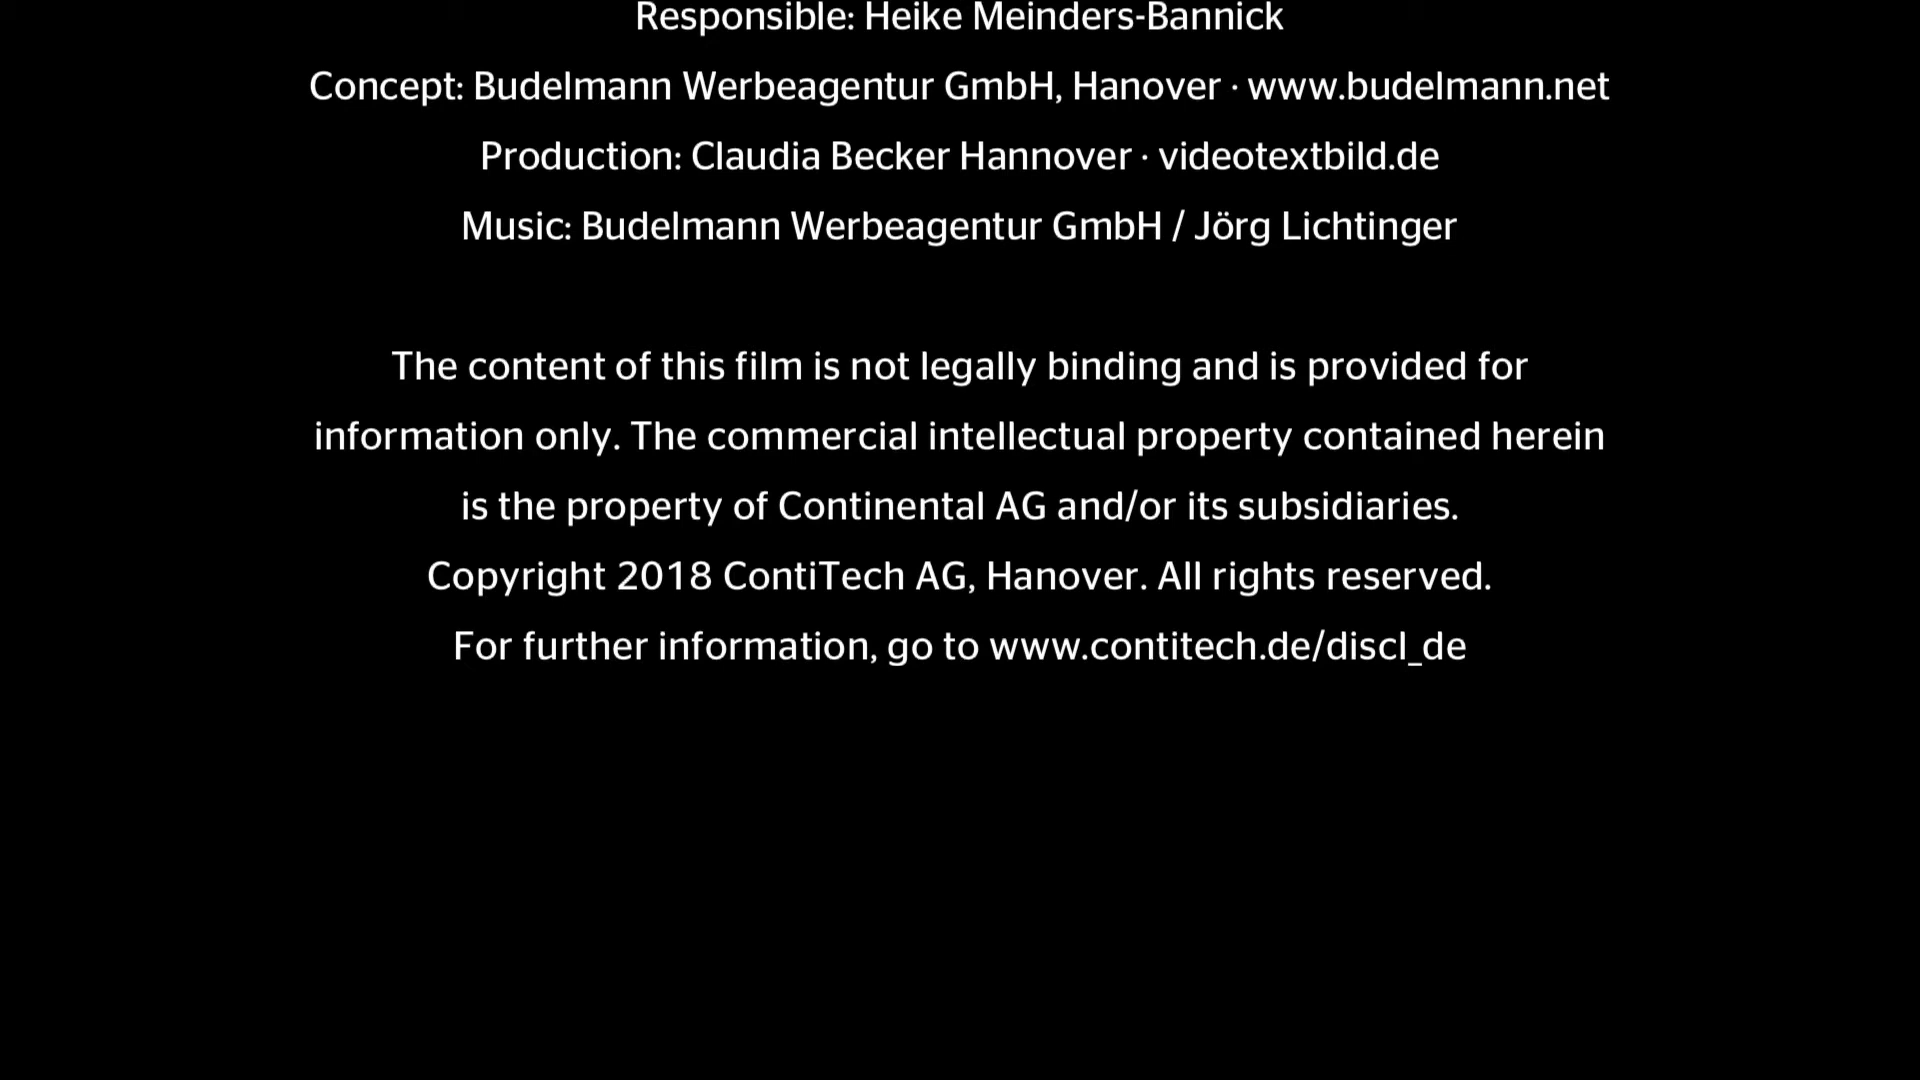 Responsible: Heike Meinders-Bannick
Concept: Budelmann Werbeagentur GmbH, Hanover · www.budelmann.net
Production: Claudia Becker Hannover · videotextbild.de
Music: Budelmann Werbeagentur GmbH / Jörg Lichtinger
The content of this film is not legally binding and is provided for
information only. The commercial intellectual property contained herein
is the property of Continental AG and/or its subsidiaries.
Copyright 2018 ContiTech AG, Hanover. All rights reserved.
For further information, go to www.contitech.de/discl_de